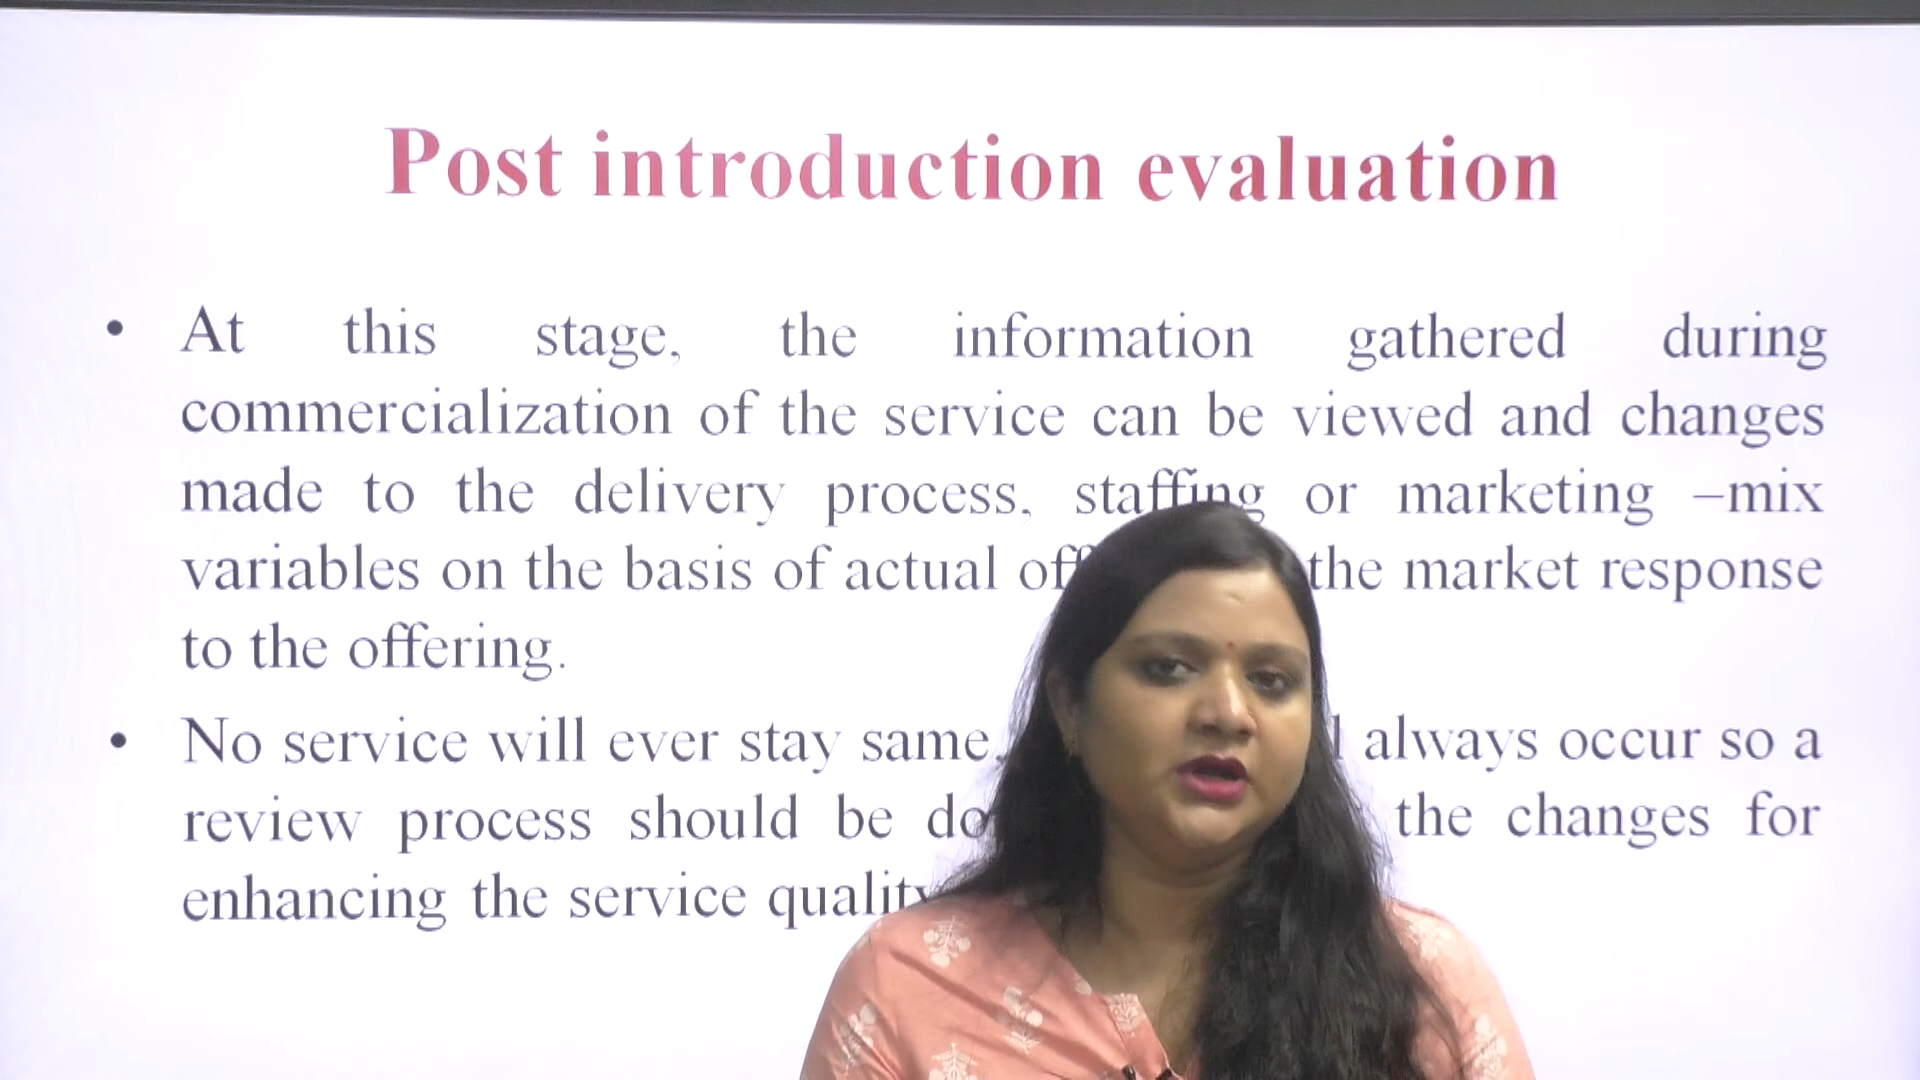 Post introduction evaluation
• At this stage, the information gathered during
commercialization of the service can be viewed and changes
made to the delivery process, staffing or marketing –mix
variables on the basis of actual the market response
to the offering.
• No service will ever stay same, always occur so a
review process should be the changes for
enhancing the service quality